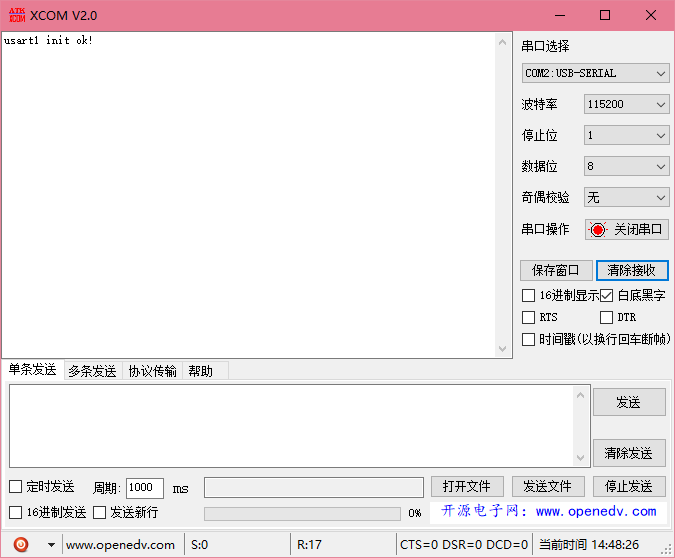 ATK XCOM XCOM V2.0
usart1 init ok!
串口选择
COM2:USB-SERIAL
波特率 115200
停止位 1
数据位 8
奇偶校验 无
串口操作 关闭串口
保存窗口 清除接收
16进制显示 白底黑字
RTS DTR
时间戳(以换行回车断帧)
单条发送 多条发送 协议传输 帮助
发送
清除发送
定时发送 周期: 1000 ms 打开文件 发送文件 停止发送
16进制发送 发送新行 0% 开源电子网：www.openedv.com
www.openedv.com S:0 R:17 CTS=0 DSR=0 DCD=0 当前时间 14:48:26